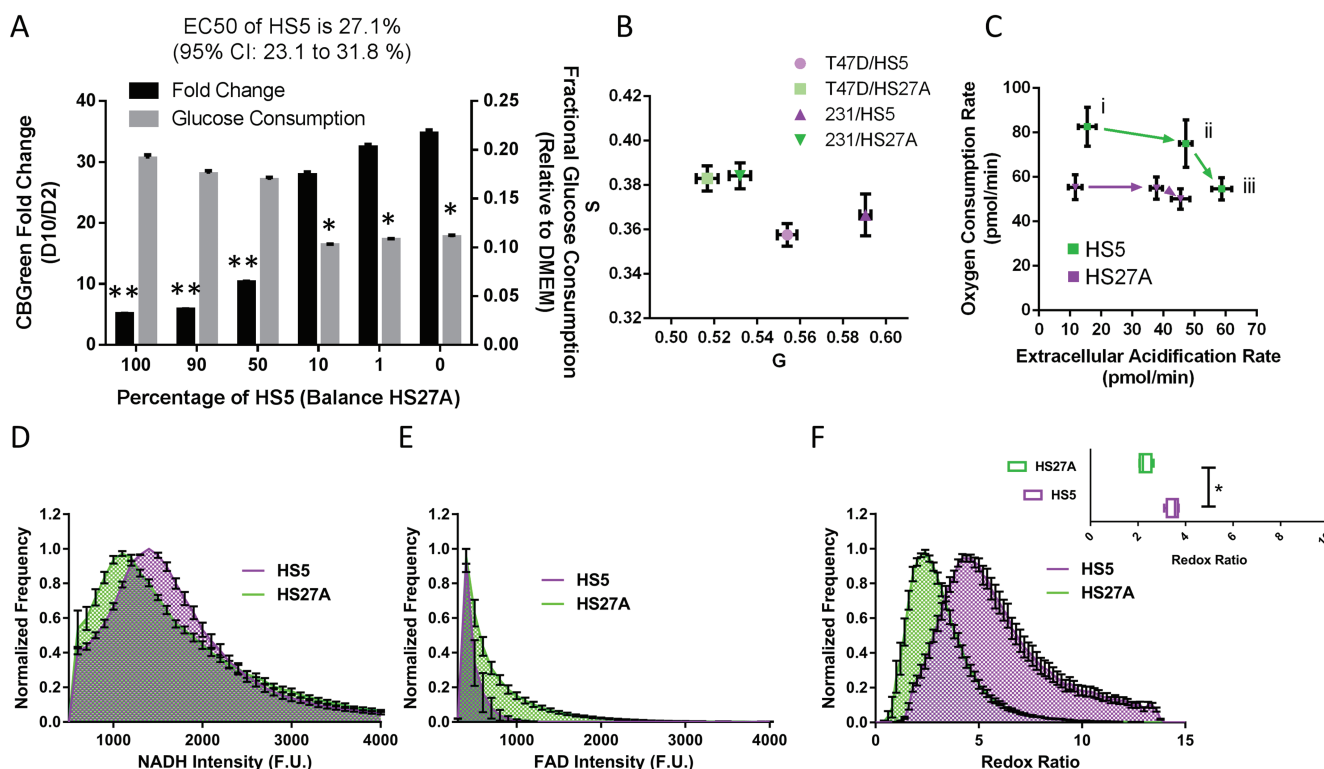 A
EC50 of HS5 is 27.1%
(95% CI: 23.1 to 31.8 %)
Fold Change
Glucose Consumption
CBGreen Fold Change
(D10/D2)
40
30
20
10
0
** ** ** * * *
0.25
0.20
0.15
0.10
0.05
0.00
Fractional Glucose Consumption
(Relative to DMEM)
100 90 50 10 1 0
Percentage of HS5 (Balance HS27A)
B
T47D/HS5
T47D/HS27A
231/HS5
231/HS27A
S
0.42
0.40
0.38
0.36
0.34
0.32
0.50 0.52 0.54 0.56 0.58 0.60
G
C
Oxygen Consumption Rate
(pmol/min)
100
80
60
40
20
0
i
ii
iii
HS5
HS27A
0 10 20 30 40 50 60 70
Extracellular Acidification Rate
(pmol/min)
D
Normalized Frequency
1.2
1.0
0.8
0.6
0.4
0.2
0.0
HS5
HS27A
1000 2000 3000 4000
NADH Intensity (F.U.)
E
Normalized Frequency
1.2
1.0
0.8
0.6
0.4
0.2
0.0
HS5
HS27A
1000 2000 3000 4000
FAD Intensity (F.U.)
F
HS27A
HS5
*
0 2 4 6 8
Redox Ratio
Normalized Frequency
1.2
1.0
0.8
0.6
0.4
0.2
0.0
HS5
HS27A
0 5 10 15
Redox Ratio